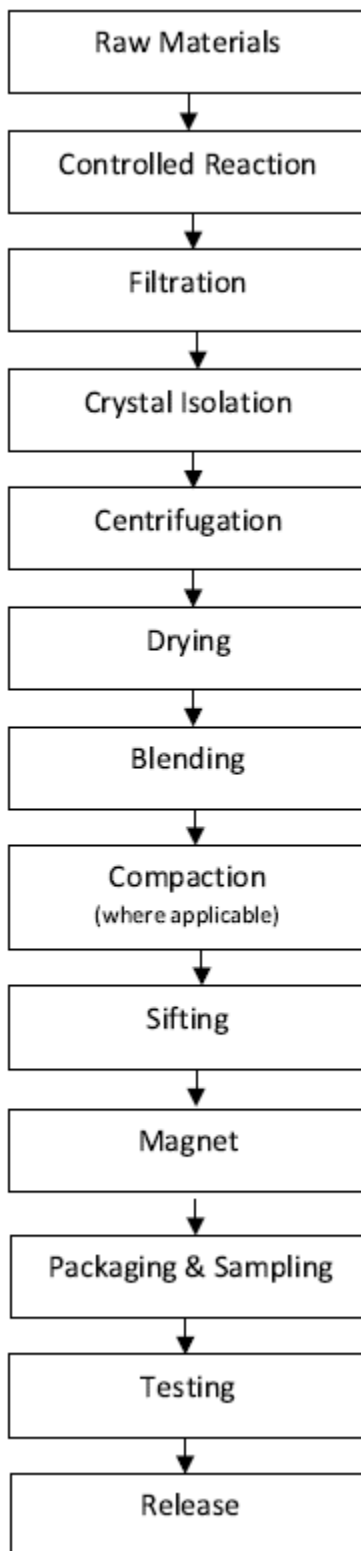 Raw Materials
Controlled Reaction
Filtration
Crystal Isolation
Centrifugation
Drying
Blending
Compaction
(where applicable)
Sifting
Magnet
Packaging & Sampling
Testing
Release